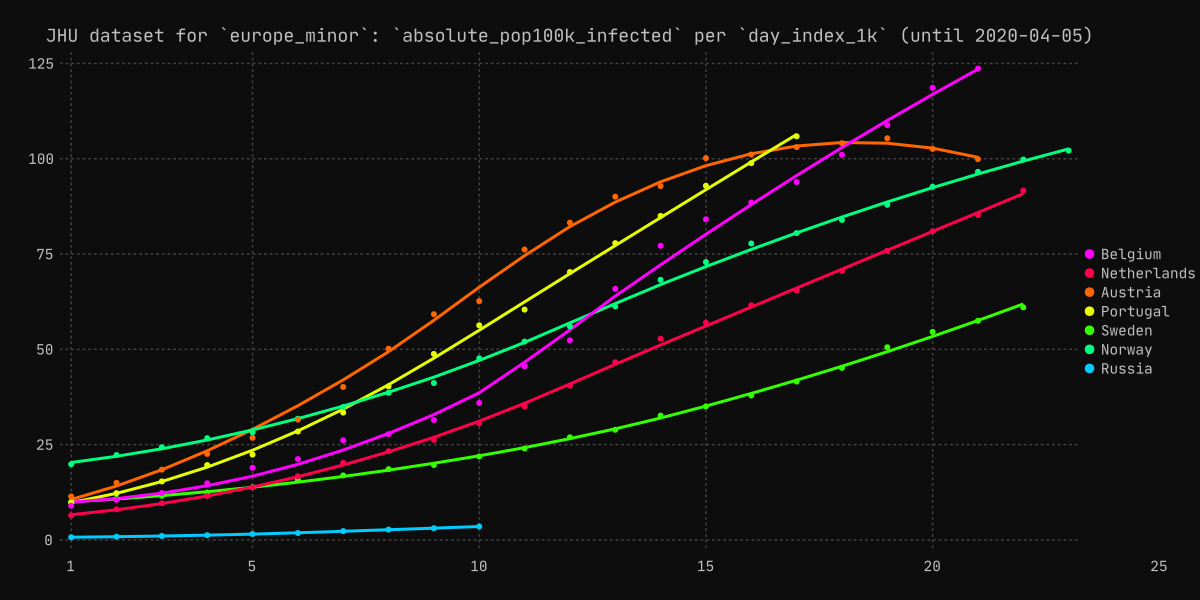 JHU dataset for `europe_minor`: `absolute_pop100k_infected` per `day_index_1k` (until 2020-04-05)
125
100
75
50
25
0
1 5 10 15 20 25
Belgium
Netherlands
Austria
Portugal
Sweden
Norway
Russia